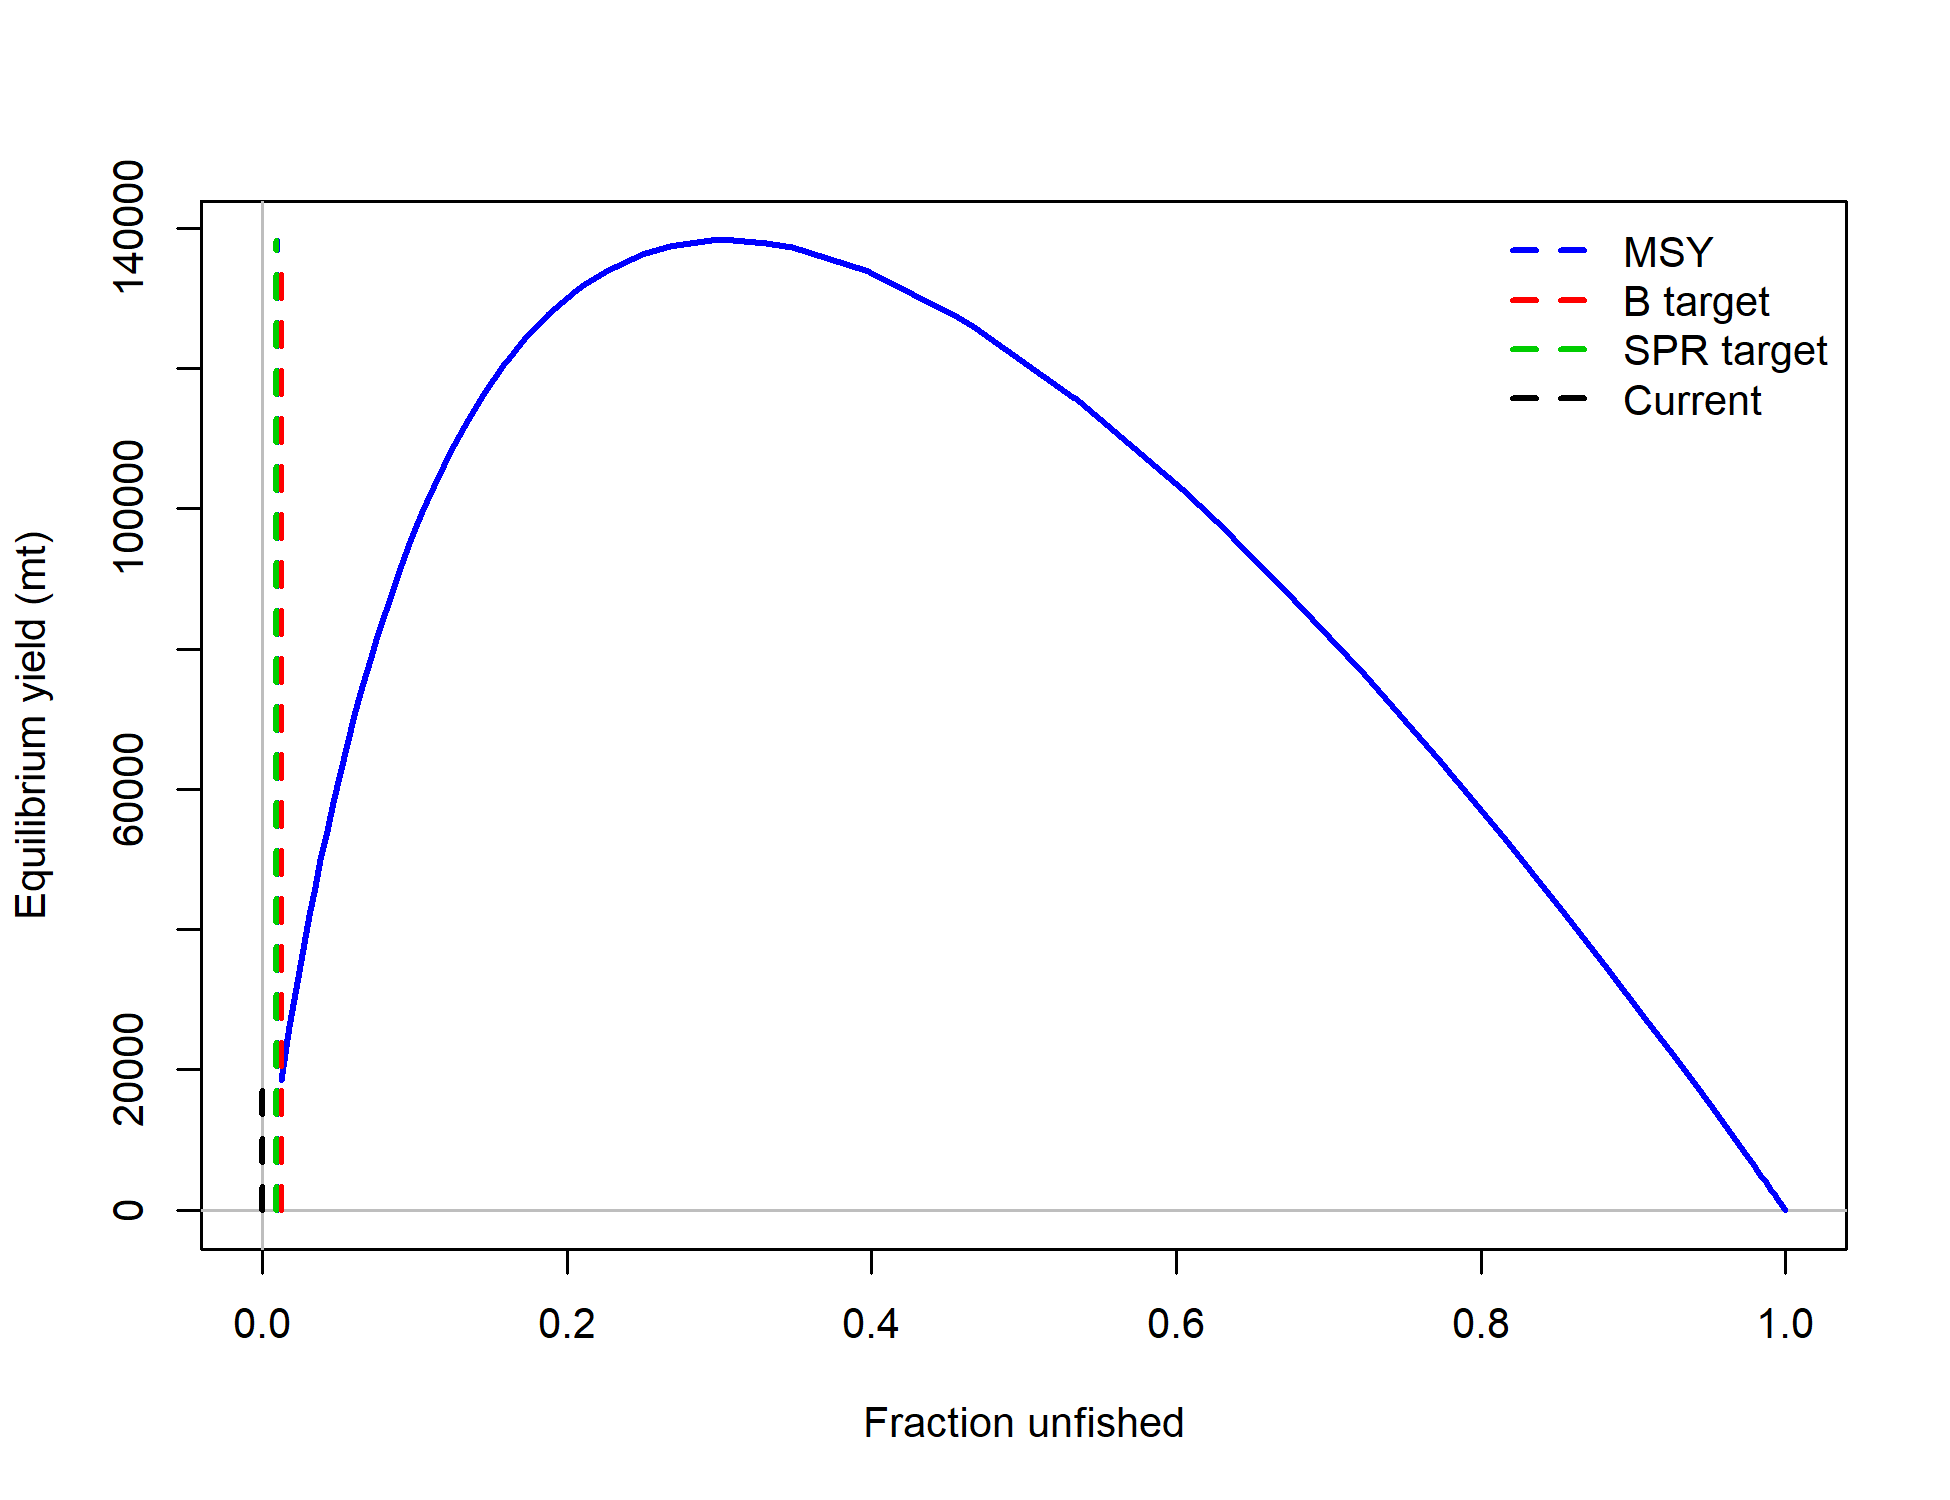 MSY
B target
SPR target
Current
Equilibrium yield (mt)
140000
100000
60000
20000
0
0.0 0.2 0.4 0.6 0.8 1.0
Fraction unfished